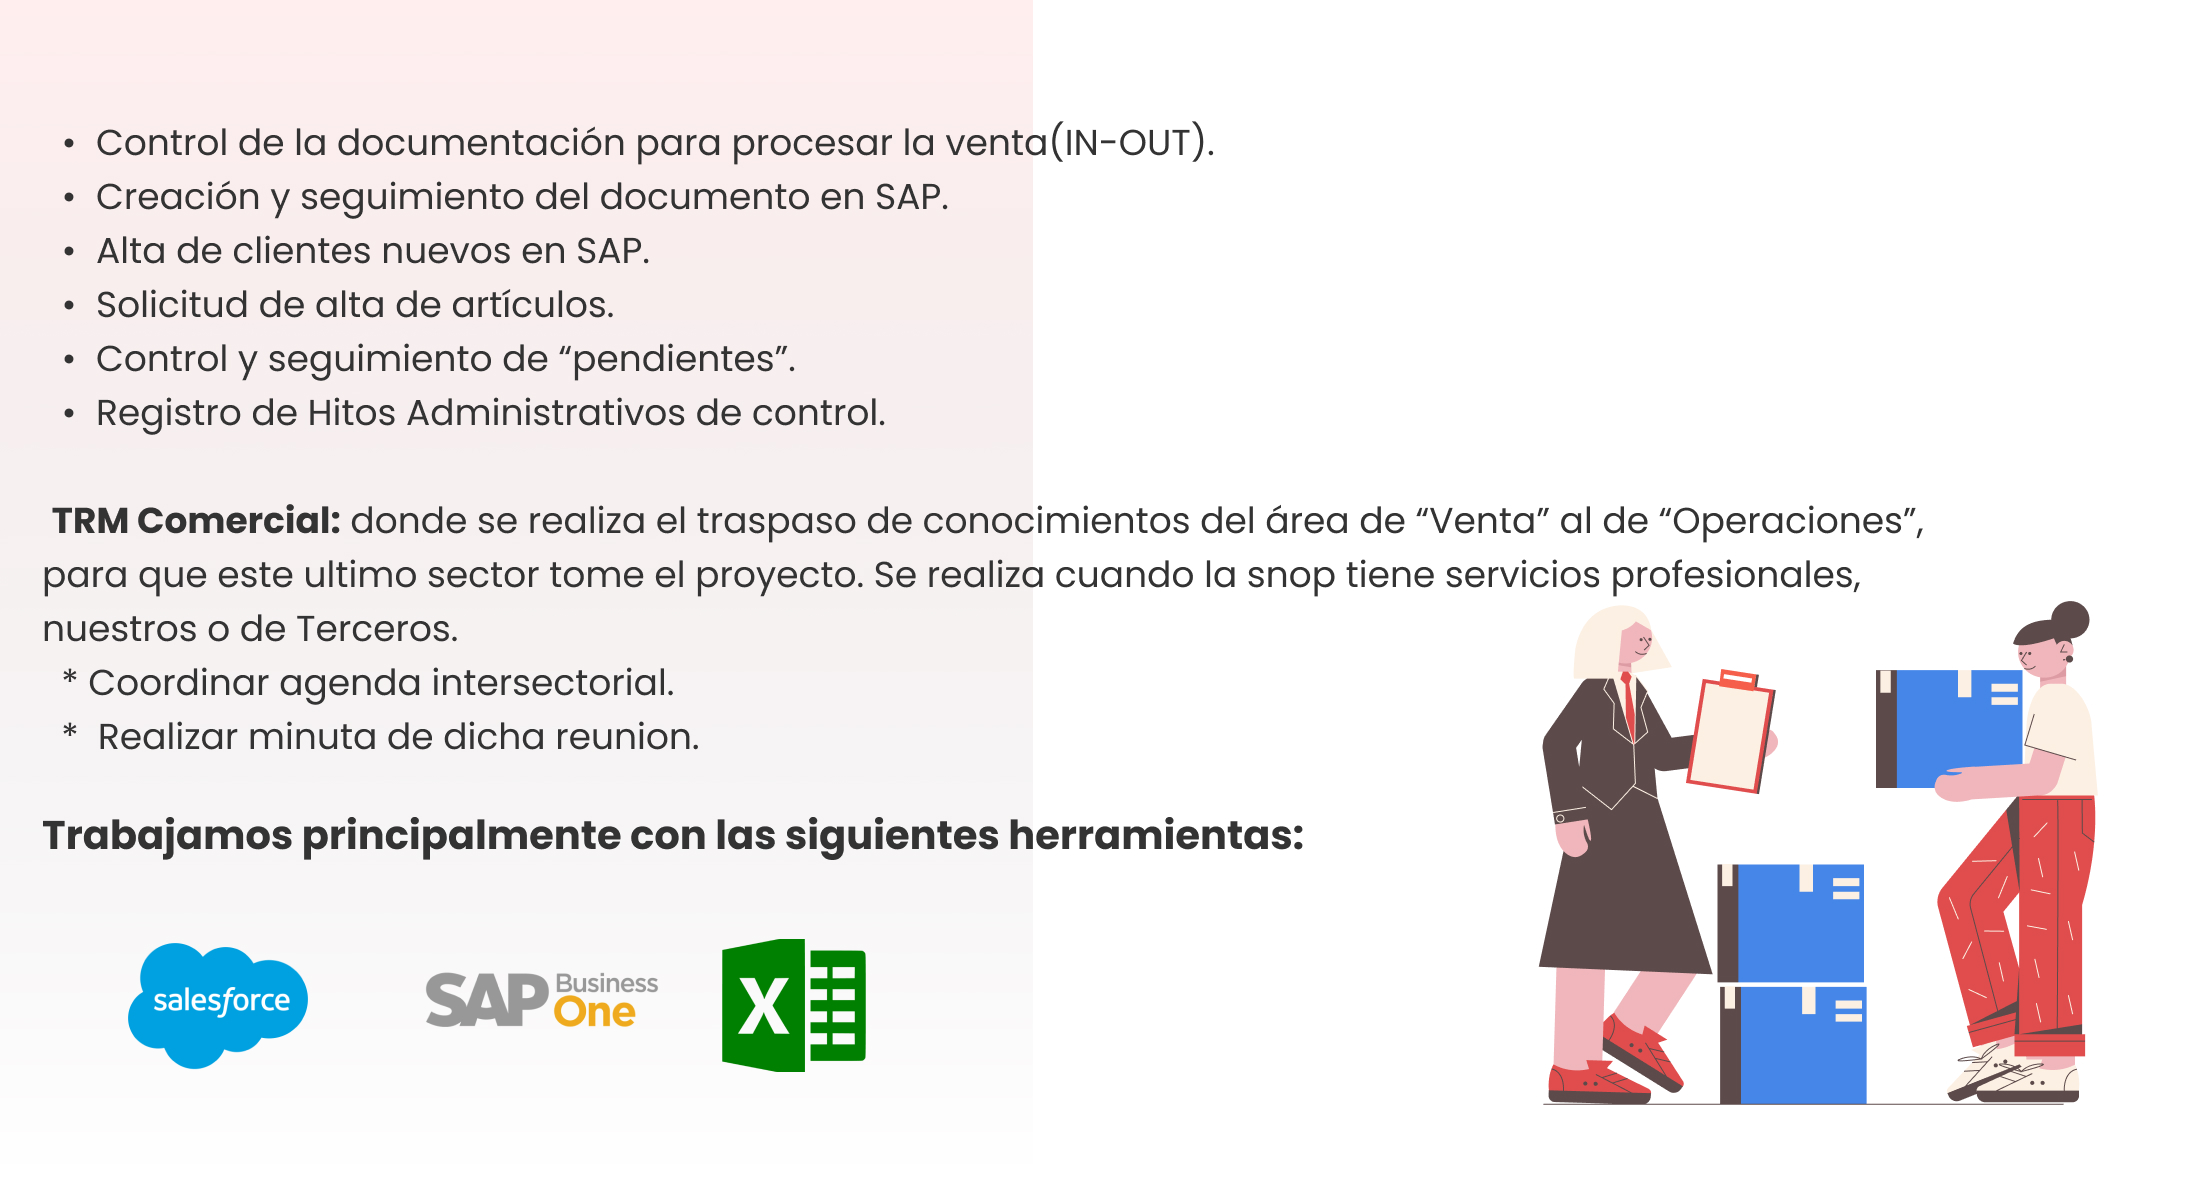 • Control de la documentación para procesar la venta(IN-OUT).
• Creación y seguimiento del documento en SAP.
• Alta de clientes nuevos en SAP.
• Solicitud de alta de artículos.
• Control y seguimiento de “pendientes”.
• Registro de Hitos Administrativos de control.
TRM Comercial: donde se realiza el traspaso de conocimientos del área de “Venta” al de “Operaciones”,
para que este ultimo sector tome el proyecto. Se realiza cuando la snop tiene servicios profesionales,
nuestros o de Terceros.
* Coordinar agenda intersectorial.
* Realizar minuta de dicha reunion.
Trabajamos principalmente con las siguientes herramientas:
salesforce
SAP Business One
X